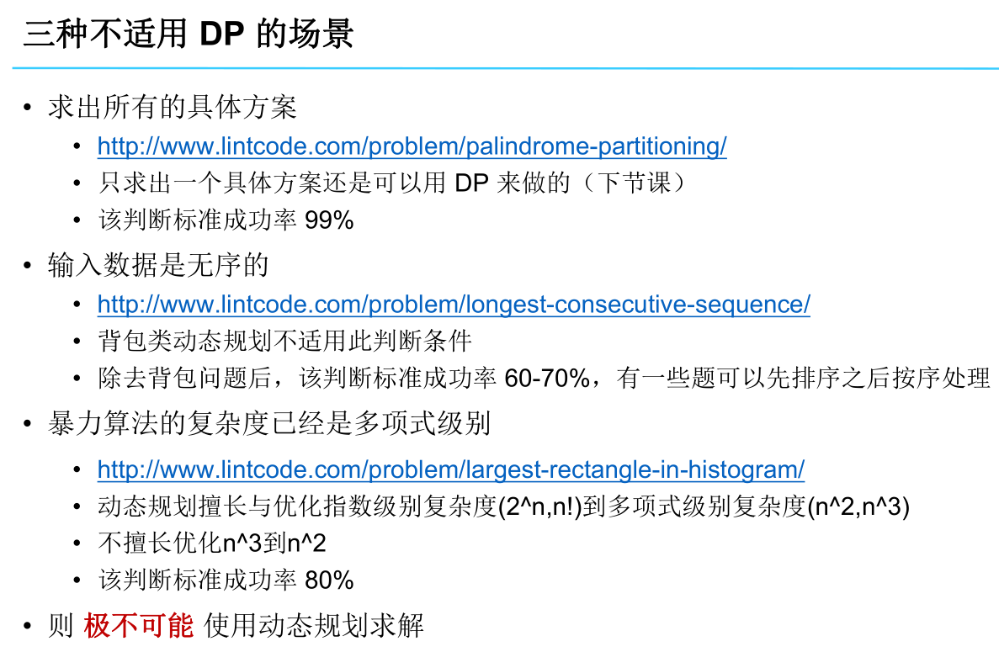 三种不适用 DP 的场景
• 求出所有的具体方案
• http://www.lintcode.com/problem/palindrome-partitioning/
• 只求出一个具体方案还是可以用 DP 来做的（下节课）
• 该判断标准成功率 99%
• 输入数据是无序的
• http://www.lintcode.com/problem/longest-consecutive-sequence/
• 背包类动态规划不适用此判断条件
• 除去背包问题后，该判断标准成功率 60-70%，有一些题可以先排序之后按序处理
• 暴力算法的复杂度已经是多项式级别
• http://www.lintcode.com/problem/largest-rectangle-in-histogram/
• 动态规划擅长与优化指数级别复杂度(2^n,n!)到多项式级别复杂度(n^2,n^3)
• 不擅长优化n^3到n^2
• 该判断标准成功率 80%
• 则 极不可能 使用动态规划求解